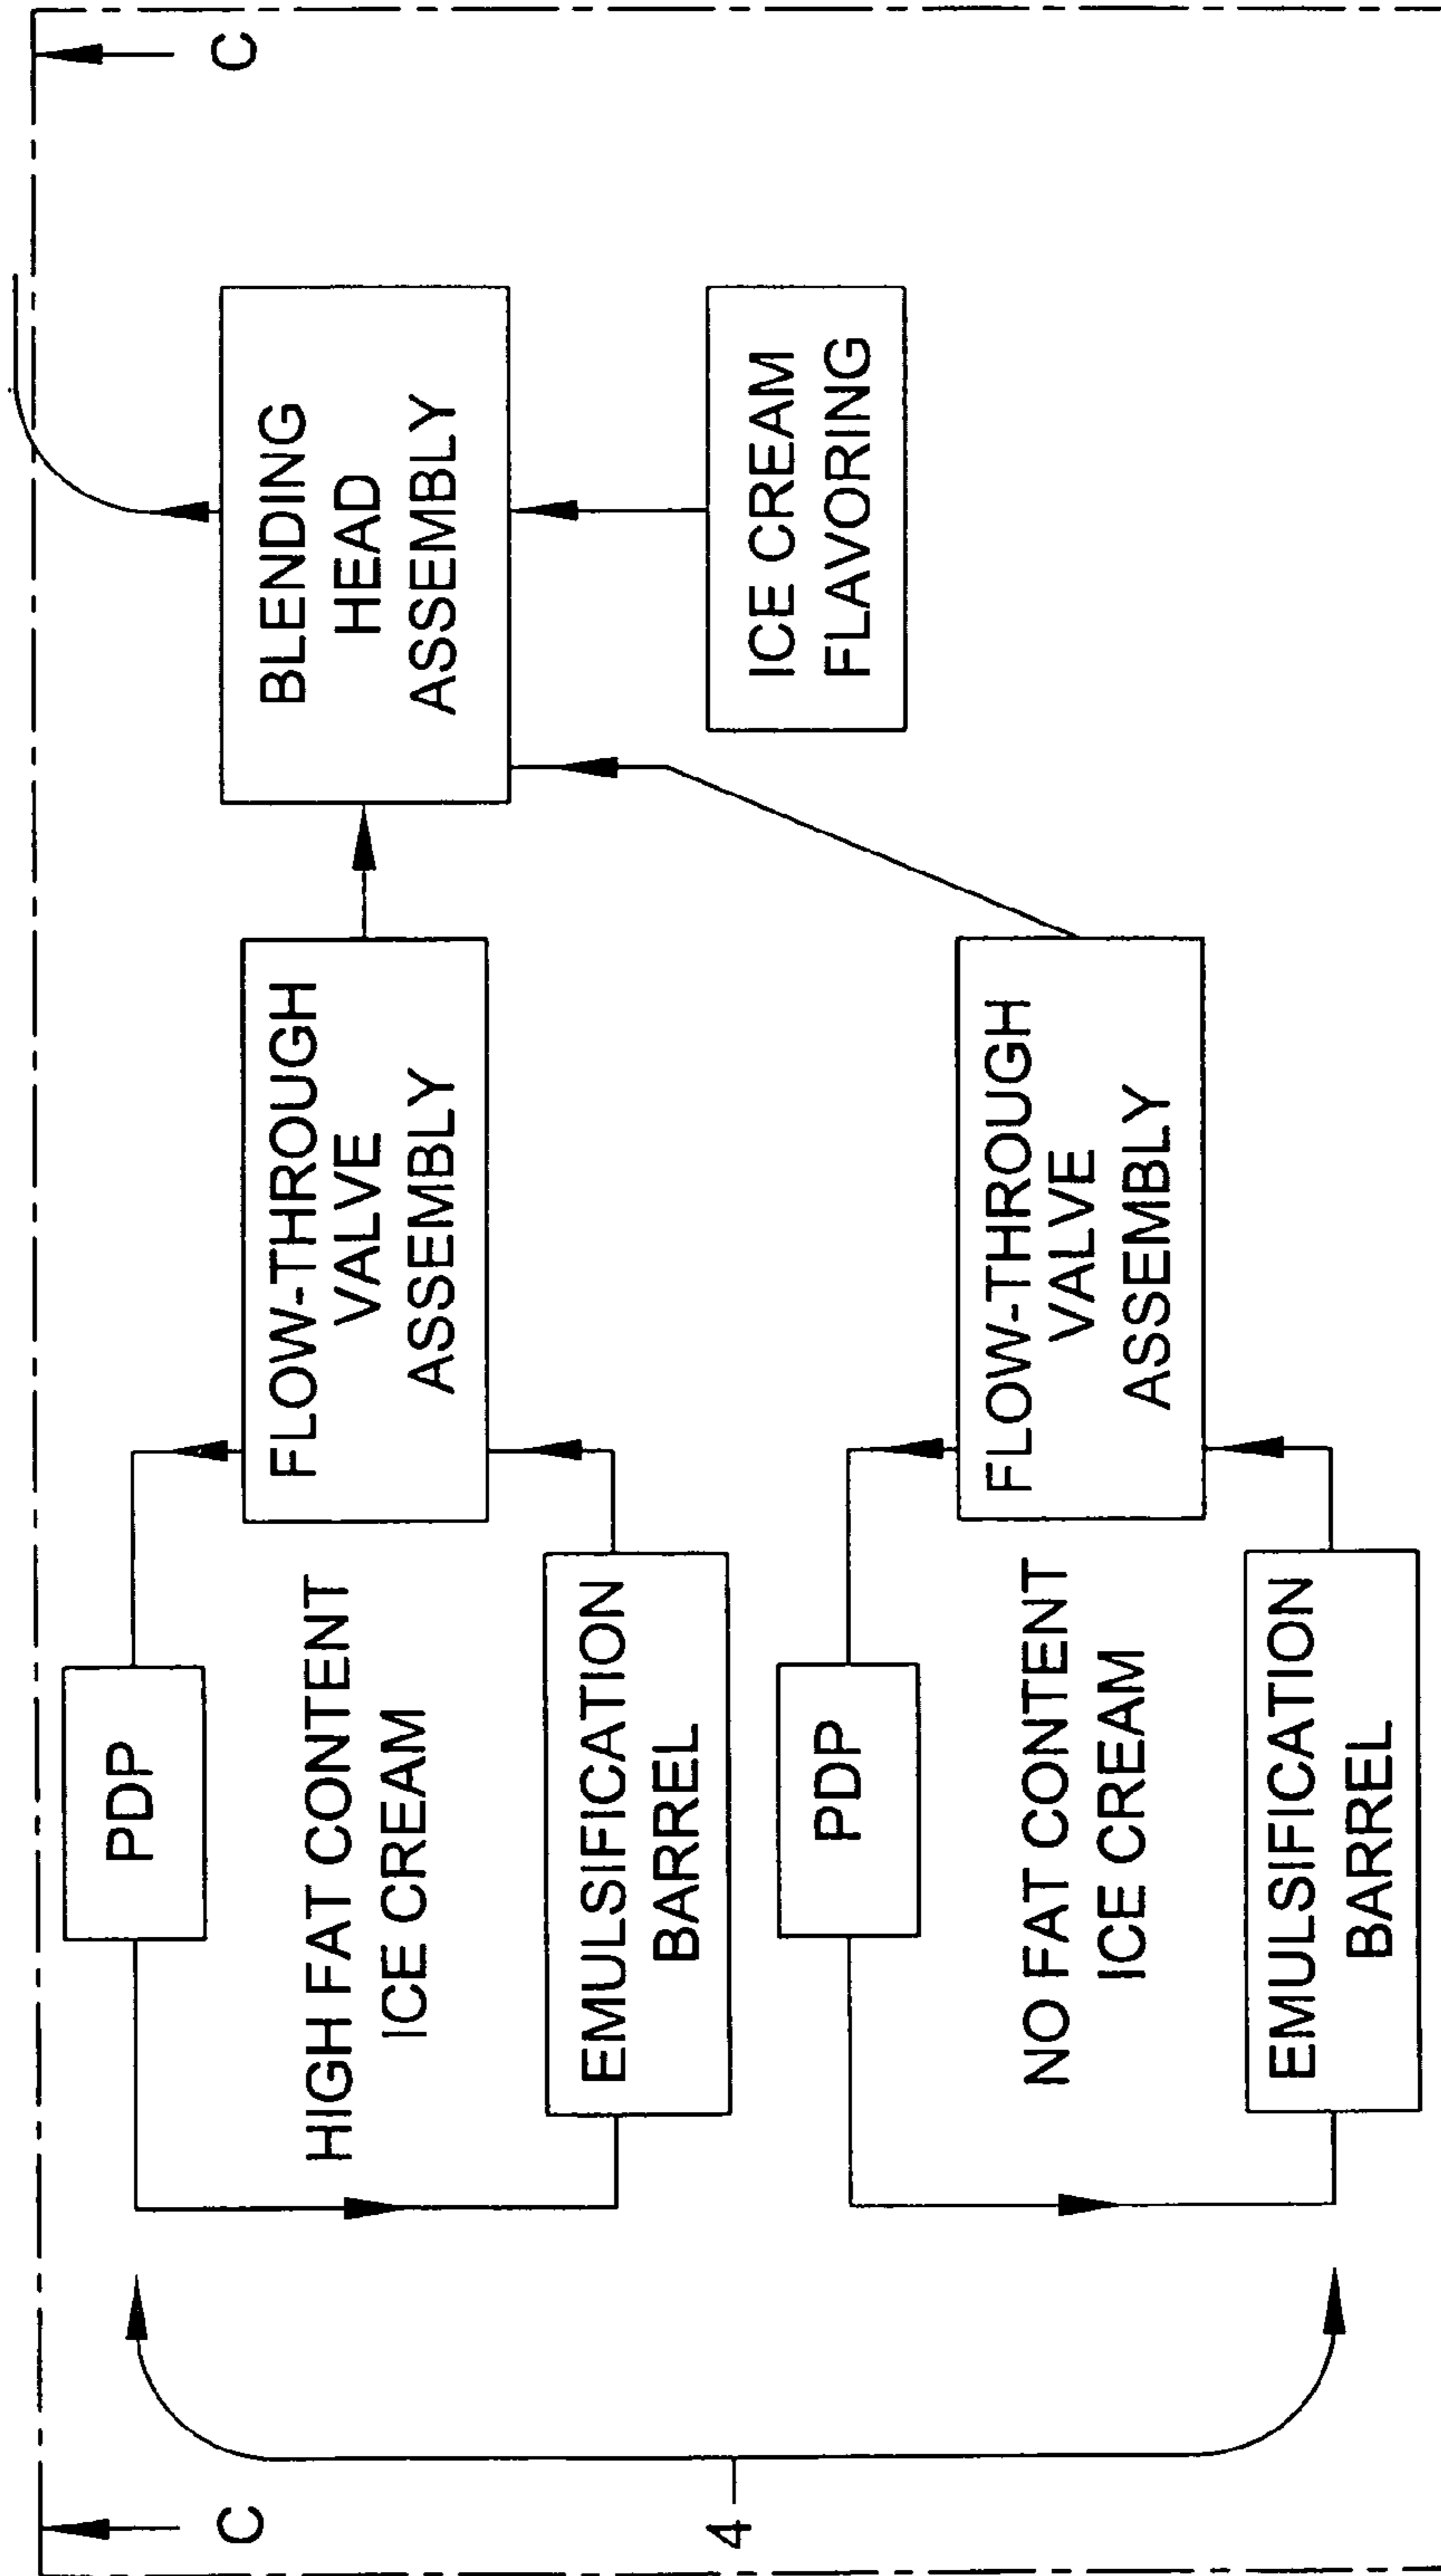 C
C
4
PDP
HIGH FAT CONTENT
ICE CREAM
EMULSIFICATION
BARREL
FLOW-THROUGH
VALVE
ASSEMBLY
BLENDING
HEAD
ASSEMBLY
ICE CREAM
FLAVORING
PDP
NO FAT CONTENT
ICE CREAM
EMULSIFICATION
BARREL
FLOW-THROUGH
VALVE
ASSEMBLY